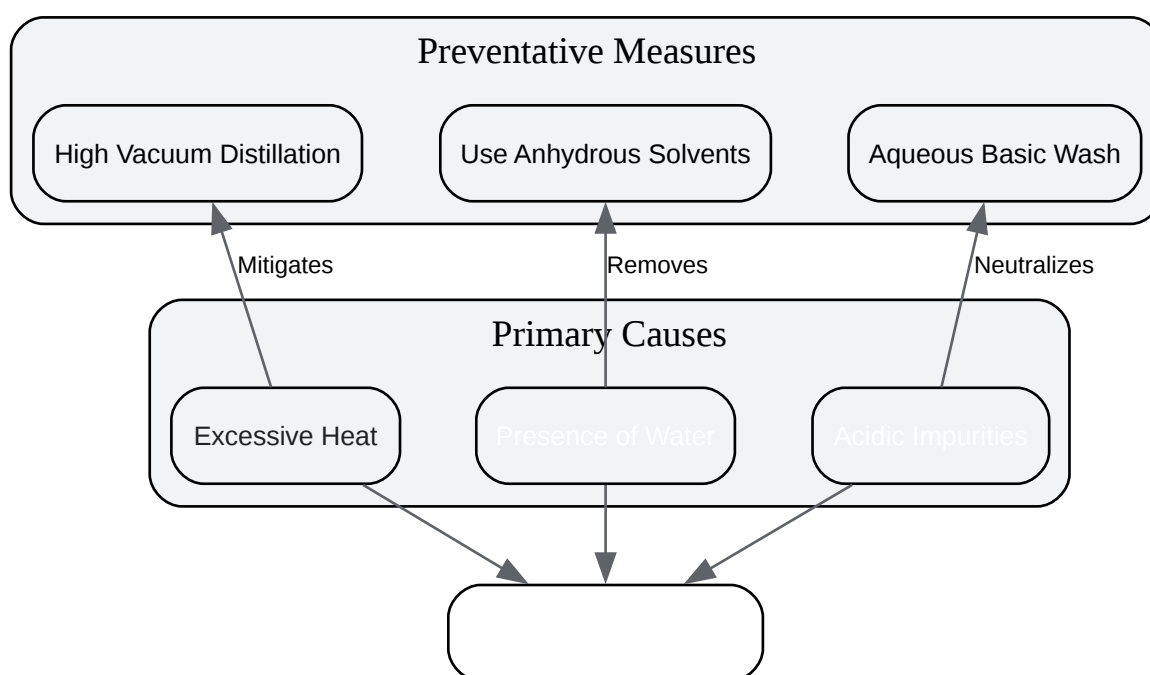 Preventative Measures
High Vacuum Distillation
Use Anhydrous Solvents
Aqueous Basic Wash
Mitigates
Removes
Neutralizes
Primary Causes
Excessive Heat
Presence of Water
Acidic Impurities